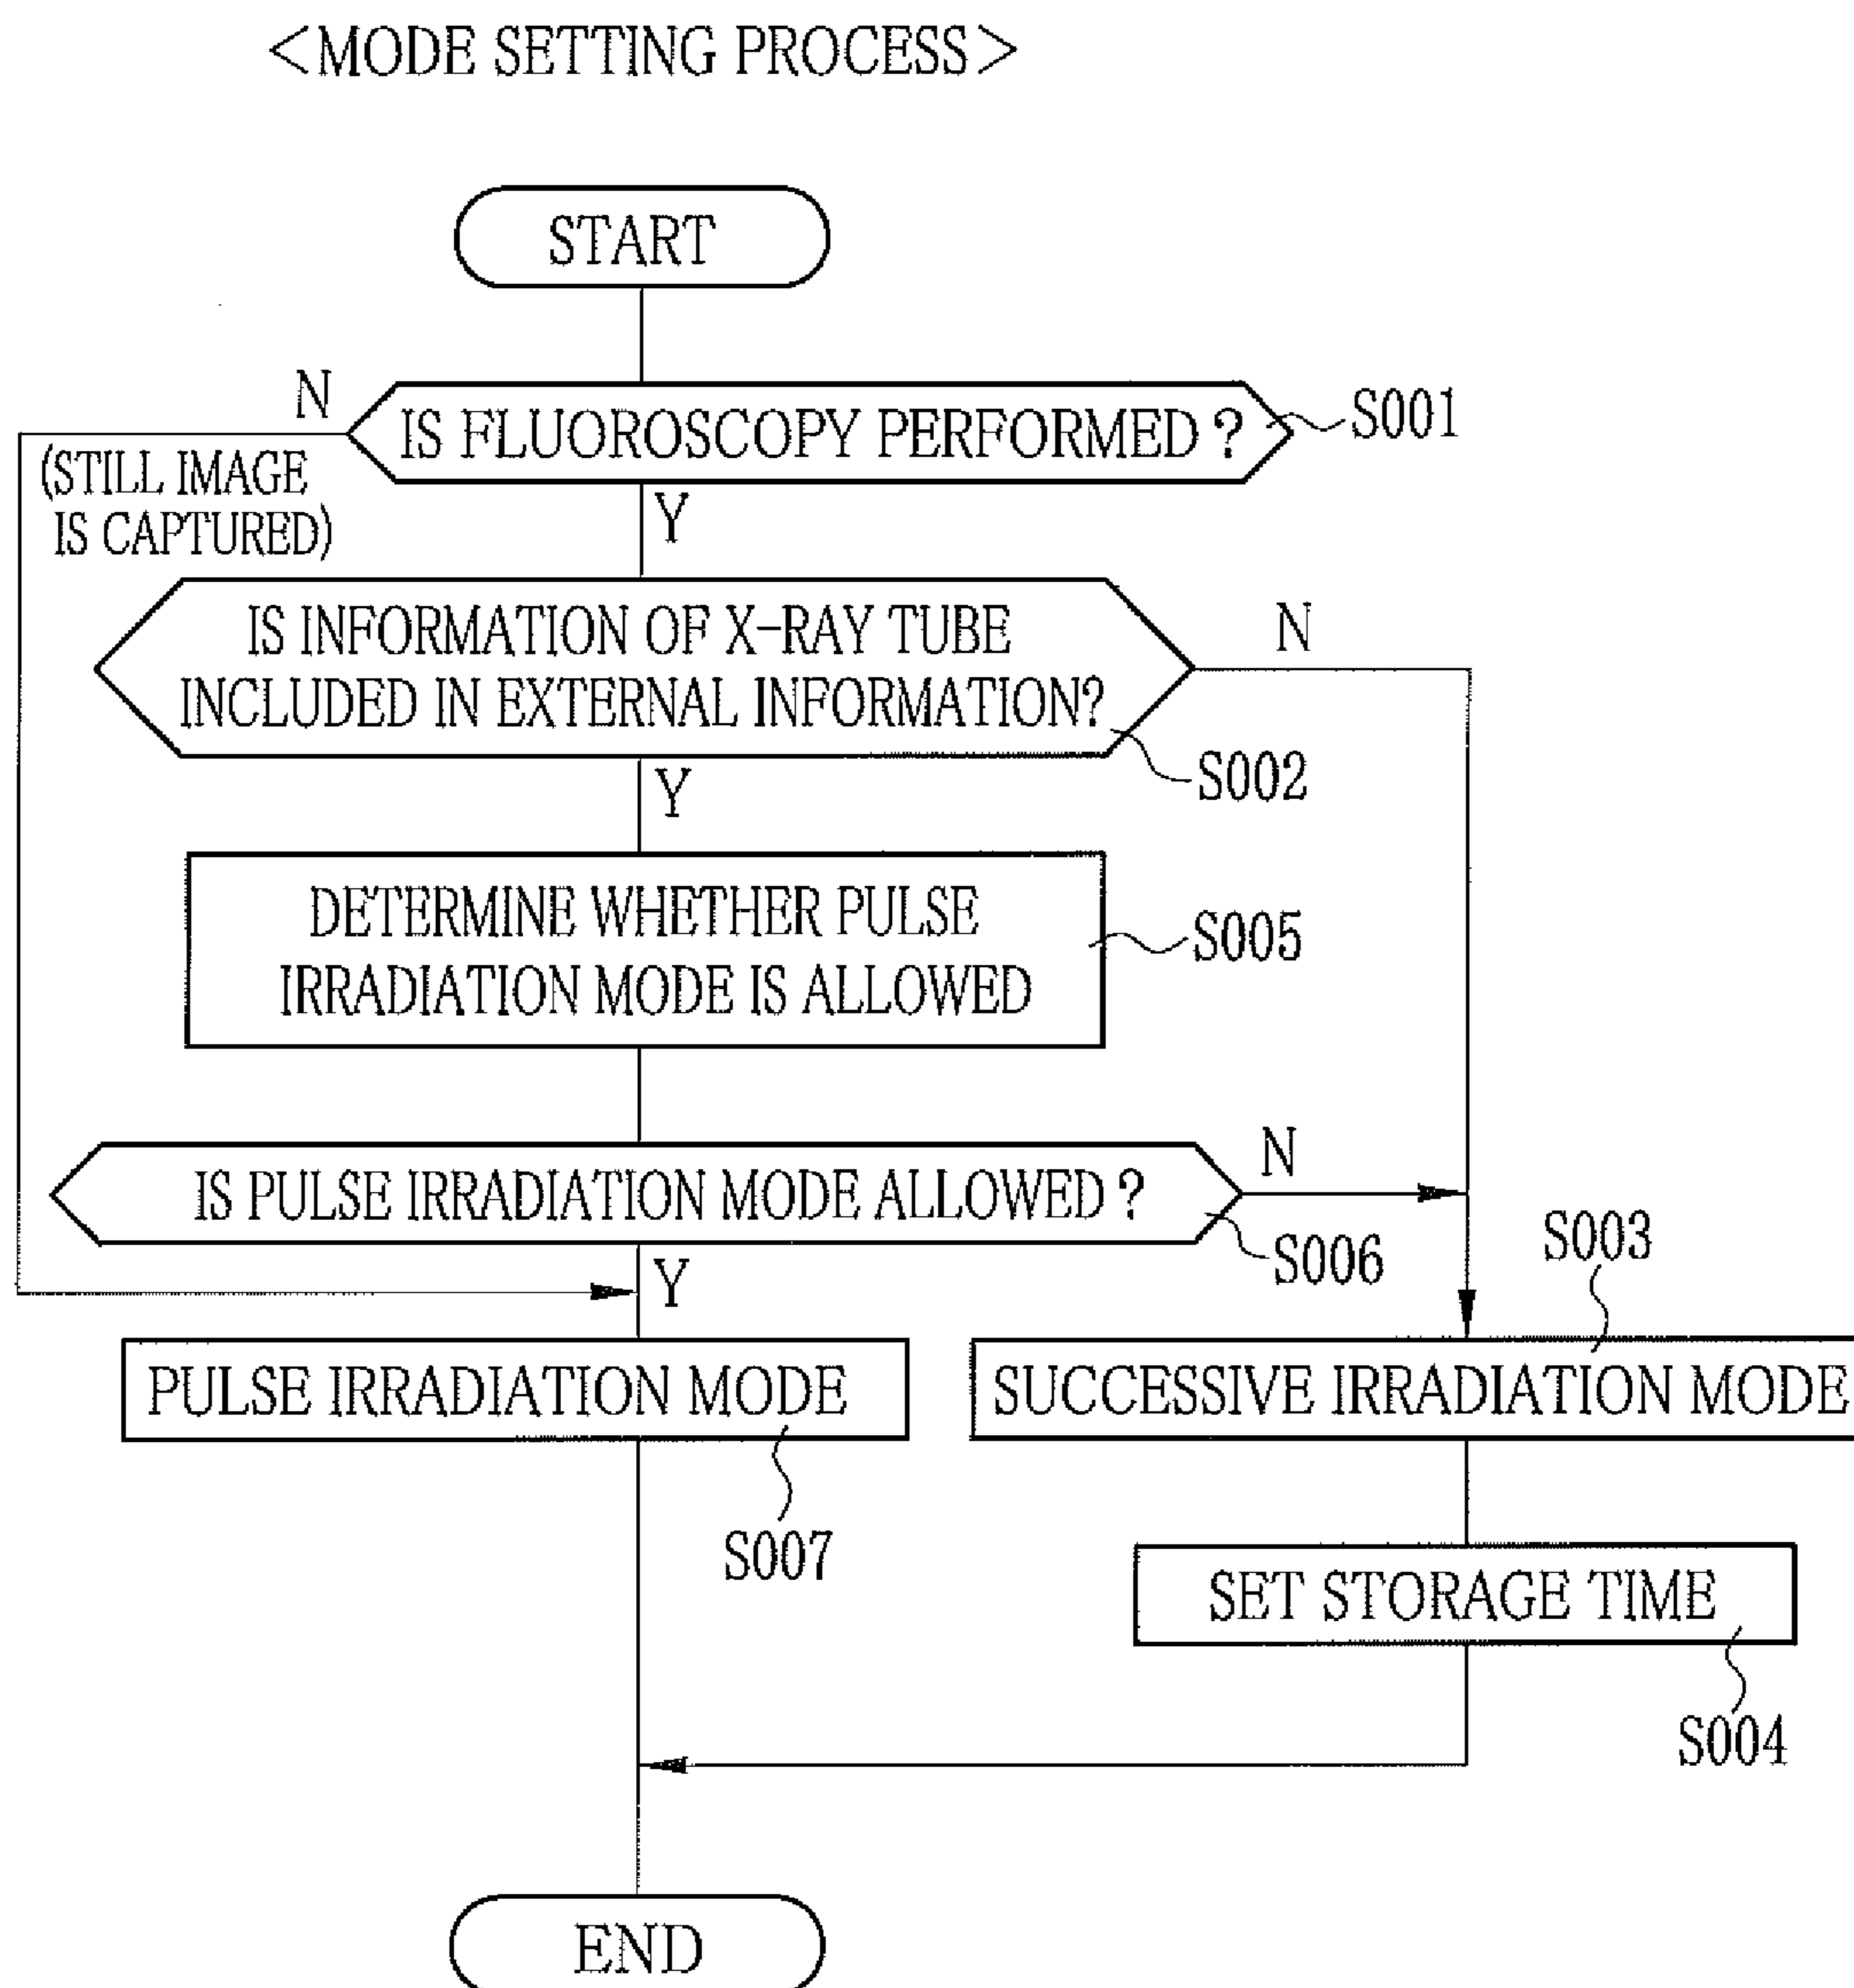 <MODE SETTING PROCESS>
START
N
IS FLUOROSCOPY PERFORMED ?
S001
(STILL IMAGE
IS CAPTURED)
Y
IS INFORMATION OF X-RAY TUBE
INCLUDED IN EXTERNAL INFORMATION?
N
S002
Y
DETERMINE WHETHER PULSE
IRRADIATION MODE IS ALLOWED
S005
IS PULSE IRRADIATION MODE ALLOWED ?
N
S006
S003
Y
PULSE IRRADIATION MODE
SUCCESSIVE IRRADIATION MODE
S007
SET STORAGE TIME
S004
END